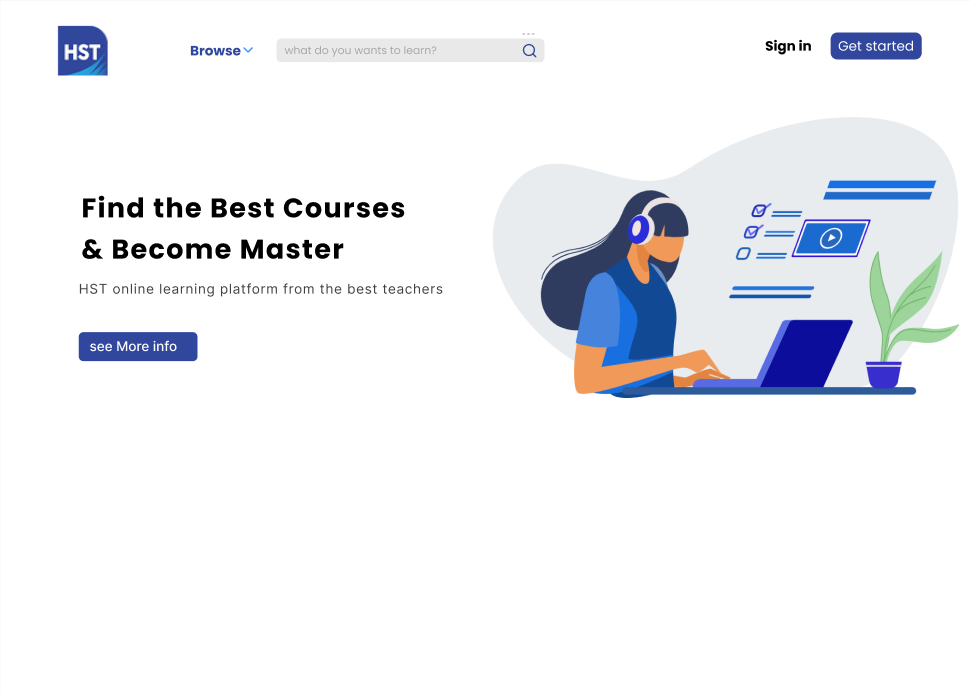 HST
Browse
what do you wants to learn?
Sign in
Get started
Find the Best Courses
& Become Master
HST online learning platform from the best teachers
see More info